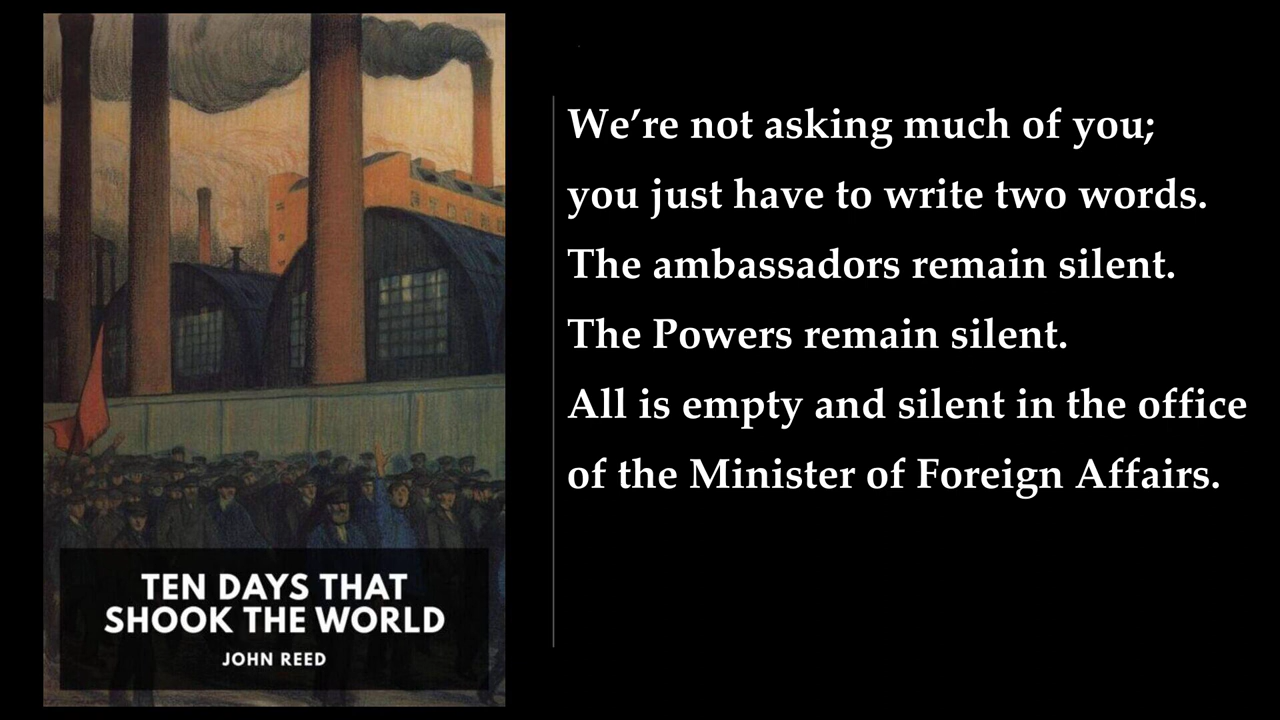 TEN DAYS THAT
SHOOK THE WORLD
JOHN REED
We’re not asking much of you;
you just have to write two words.
The ambassadors remain silent.
The Powers remain silent.
All is empty and silent in the office
of the Minister of Foreign Affairs.